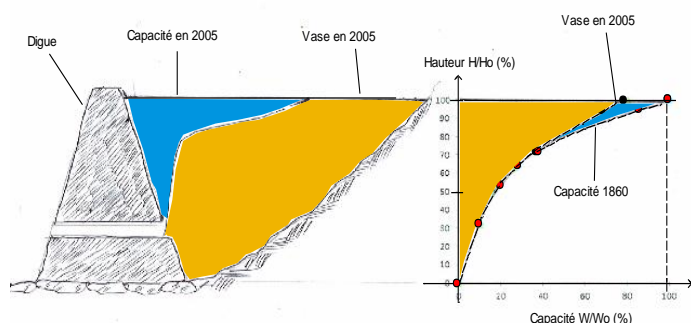 Digue
Capacité en 2005
Vase en 2005
Vase en 2005
Hauteur H/Ho (%)
100
90
80
70
60
50
40
30
20
10
0
Capacité 1860
0
20
40
60
80
100
Capacité W/Wo (%)